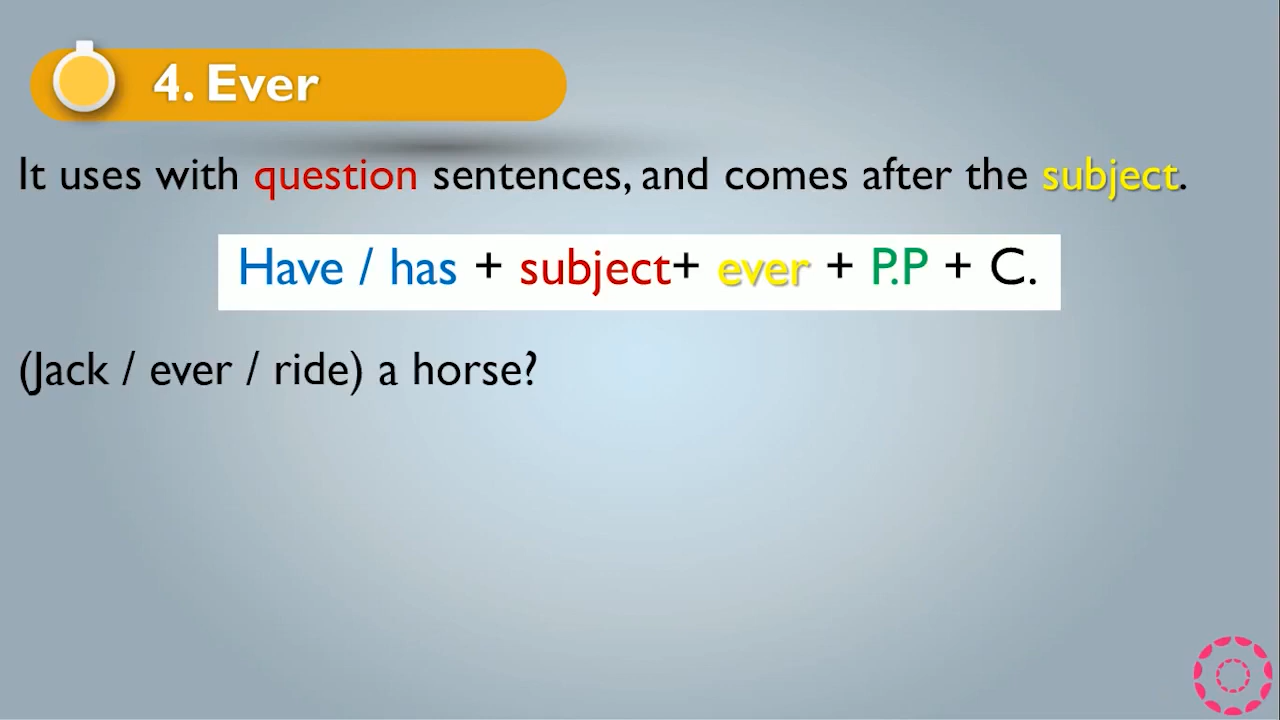 4. Ever
It uses with question sentences, and comes after the subject.
Have / has + subject+ ever + P.P + C.
(Jack / ever / ride) a horse?